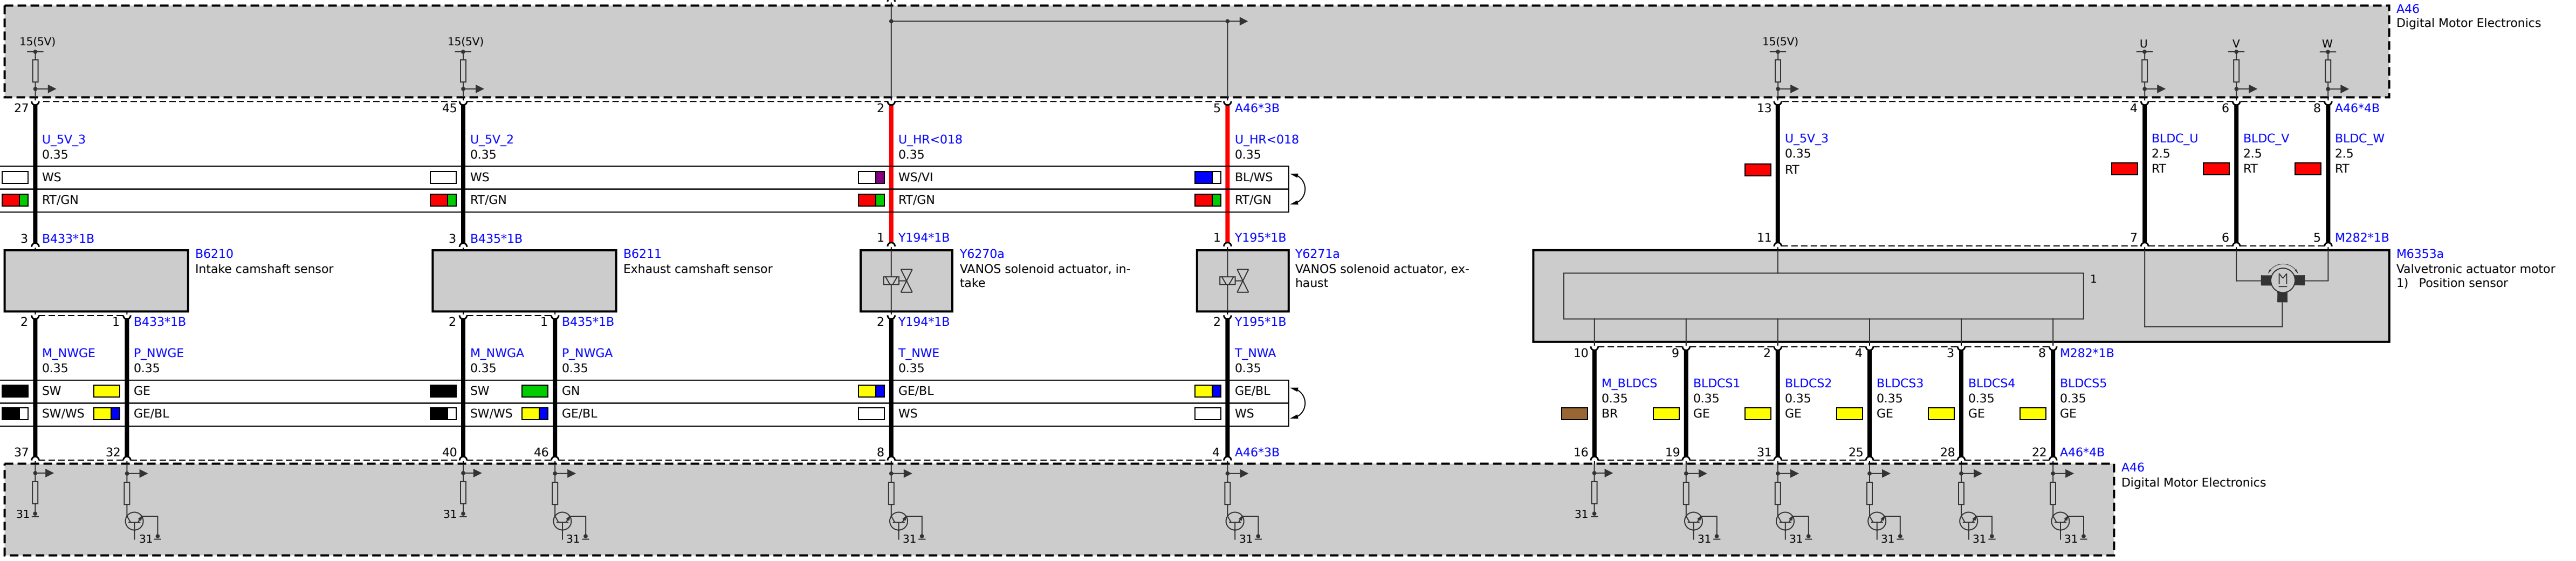 A46
Digital Motor Electronics
15(5V) 15(5V) 15(5V) U V W
27 45 2 5 A46*3B 13 4 6 8 A46*4B
U_5V_3 U_5V_2 U_HR<018 U_HR<018 U_5V_3 BLDC_U BLDC_V BLDC_W
0.35 0.35 0.35 0.35 0.35 2.5 2.5 2.5
RT RT RT RT
WS WS WS/VI BL/WS
RT/GN RT/GN RT/GN RT/GN
3 B433*1B 3 B435*1B 1 Y194*1B 1 Y195*1B 11 7 6 5 M282*1B
B6210
Intake camshaft sensor
B6211
Exhaust camshaft sensor
Y6270a
VANOS solenoid actuator, in-
take
Y6271a
VANOS solenoid actuator, ex-
haust
1
M
M6353a
Valvetronic actuator motor
1) Position sensor
2 1 B433*1B 2 1 B435*1B 2 Y194*1B 2 Y195*1B
10 9 2 4 3 8 M282*1B
M_NWGE P_NWGE M_NWGA P_NWGA T_NWE T_NWA
0.35 0.35 0.35 0.35 0.35 0.35
M_BLDCS BLDCS1 BLDCS2 BLDCS3 BLDCS4 BLDCS5
0.35 0.35 0.35 0.35 0.35 0.35
SW GE SW GN GE/BL GE/BL
SW/WS GE/BL SW/WS GE/BL WS WS BR GE GE GE GE GE
37 32 40 46 8 4 A46*3B 16 19 31 25 28 22 A46*4B
A46
Digital Motor Electronics
31 31 31
31 31 31 31 31 31 31 31 31